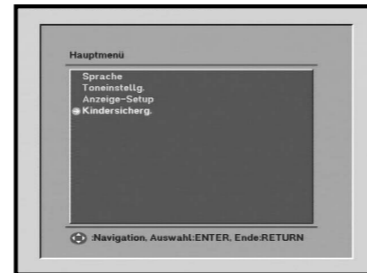 Hauptmenü
Sprache
Toneinstellg.
Anzeige-Setup
Kindersicherg.
:Navigation, Auswahl:ENTER, Ende:RETURN